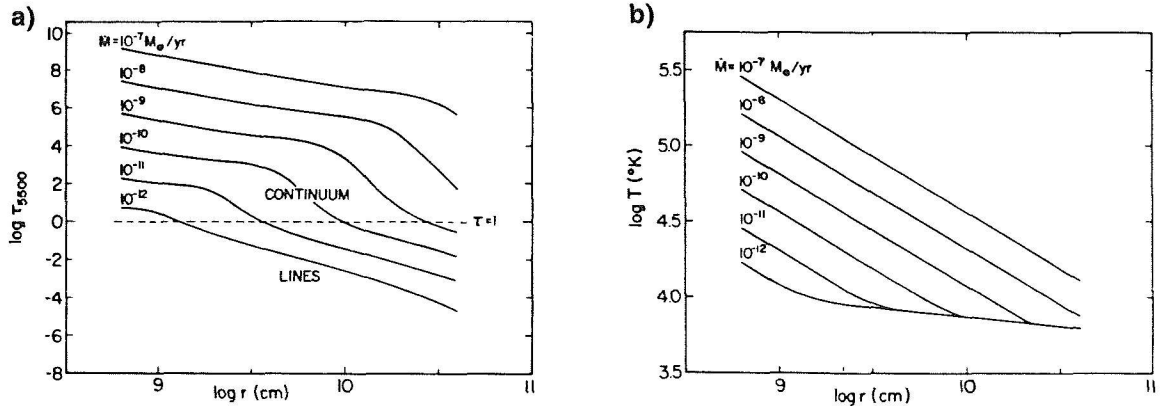 a)
log τ5500
10
8
6
4
2
0
-2
-4
-6
-8
Ṁ=10⁻⁷ M⊙/yr
10⁻⁸
10⁻⁹
10⁻¹⁰
10⁻¹¹
10⁻¹²
CONTINUUM
τ=1
LINES
9
10
11
log r (cm)
b)
log T (°K)
5.5
5.0
4.5
4.0
3.5
Ṁ = 10⁻⁷ M⊙/yr
10⁻⁸
10⁻⁹
10⁻¹⁰
10⁻¹¹
10⁻¹²
9
10
11
log r (cm)